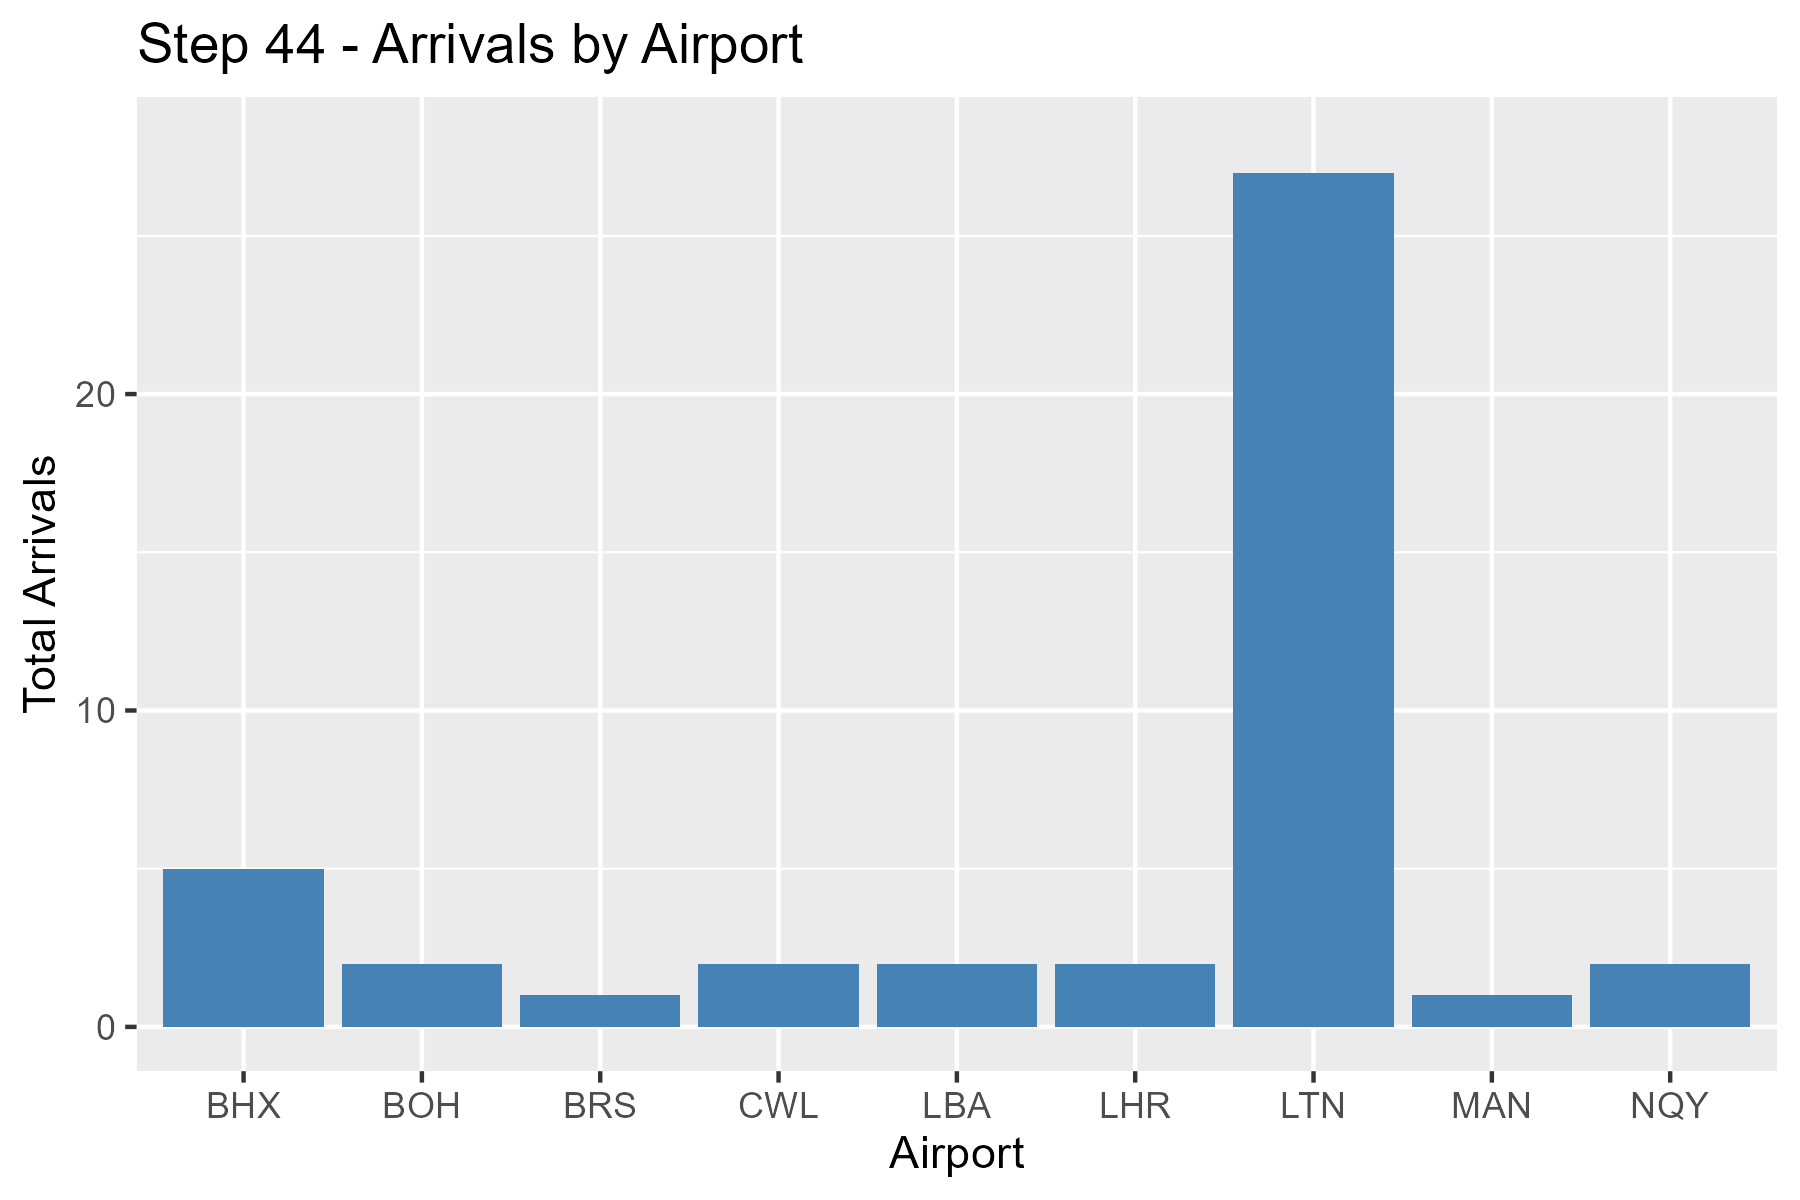 Step 44 - Arrivals by Airport
Total Arrivals
20
10
0
BHX BOH BRS CWL LBA LHR LTN MAN NQY
Airport